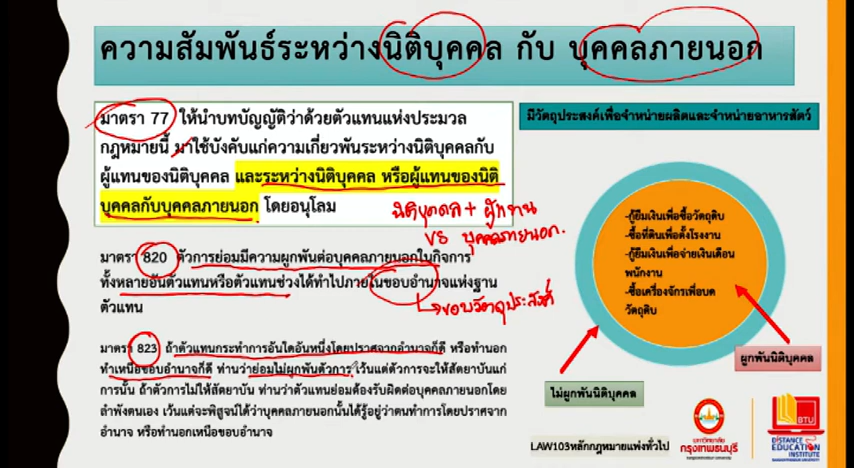 ความสัมพันธ์ระหว่างนิติบุคคล กับ บุคคลภายนอก
มาตรา 77 ให้นำบทบัญญัติว่าด้วยตัวแทนแห่งประมวล
กฎหมายนี้ มาใช้บังคับแก่ความเกี่ยวพันระหว่างนิติบุคคลกับ
ผู้แทนของนิติบุคคล และระหว่างนิติบุคคล หรือผู้แทนของนิติ
บุคคลกับบุคคลภายนอก โดยอนุโลม
นิติบุคคล + ผู้แทน
VS บุคคลภายนอก.
มาตรา 820 ตัวการย่อมมีความผูกพันต่อบุคคลภายนอกในกิจการ
ทั้งหลายอันตัวแทนหรือตัวแทนช่วงได้ทำไปภายในขอบอำนาจแห่งฐาน
ตัวแทน
ขอบวัตถุประสงค์
มาตรา 823 ถ้าตัวแทนกระทำการอันใดอันหนึ่งโดยปราศจากอำนาจก็ดี หรือทำนอก
ทำเหนือขอบอำนาจก็ดี ท่านว่าย่อมไม่ผูกพันตัวการ เว้นแต่ตัวการจะให้สัตยาบันแก่
การนั้น ถ้าตัวการไม่ให้สัตยาบัน ท่านว่าตัวแทนย่อมต้องรับผิดต่อบุคคลภายนอกโดย
ลำพังตนเอง เว้นแต่จะพิสูจน์ได้ว่าบุคคลภายนอกนั้นได้รู้อยู่ว่าตนทำการโดยปราศจาก
อำนาจ หรือทำนอกเหนือขอบอำนาจ
มีวัตถุประสงค์เพื่อจำหน่ายผลิตและจำหน่ายอาหารสัตว์
-กู้ยืมเงินเพื่อซื้อวัตถุดิบ
-ซื้อที่ดินเพื่อตั้งโรงงาน
-กู้ยืมเงินเพื่อจ่ายเงินเดือน
พนักงาน
-ซื้อเครื่องจักรเพื่อบด
วัตถุดิบ
ผูกพันนิติบุคคล
ไม่ผูกพันนิติบุคคล
LAW103หลักกฎหมายแพ่งทั่วไป
มหาวิทยาลัย
กรุงเทพธนบุรี
BTU
DISTANCE
EDUCATION
INSTITUTE